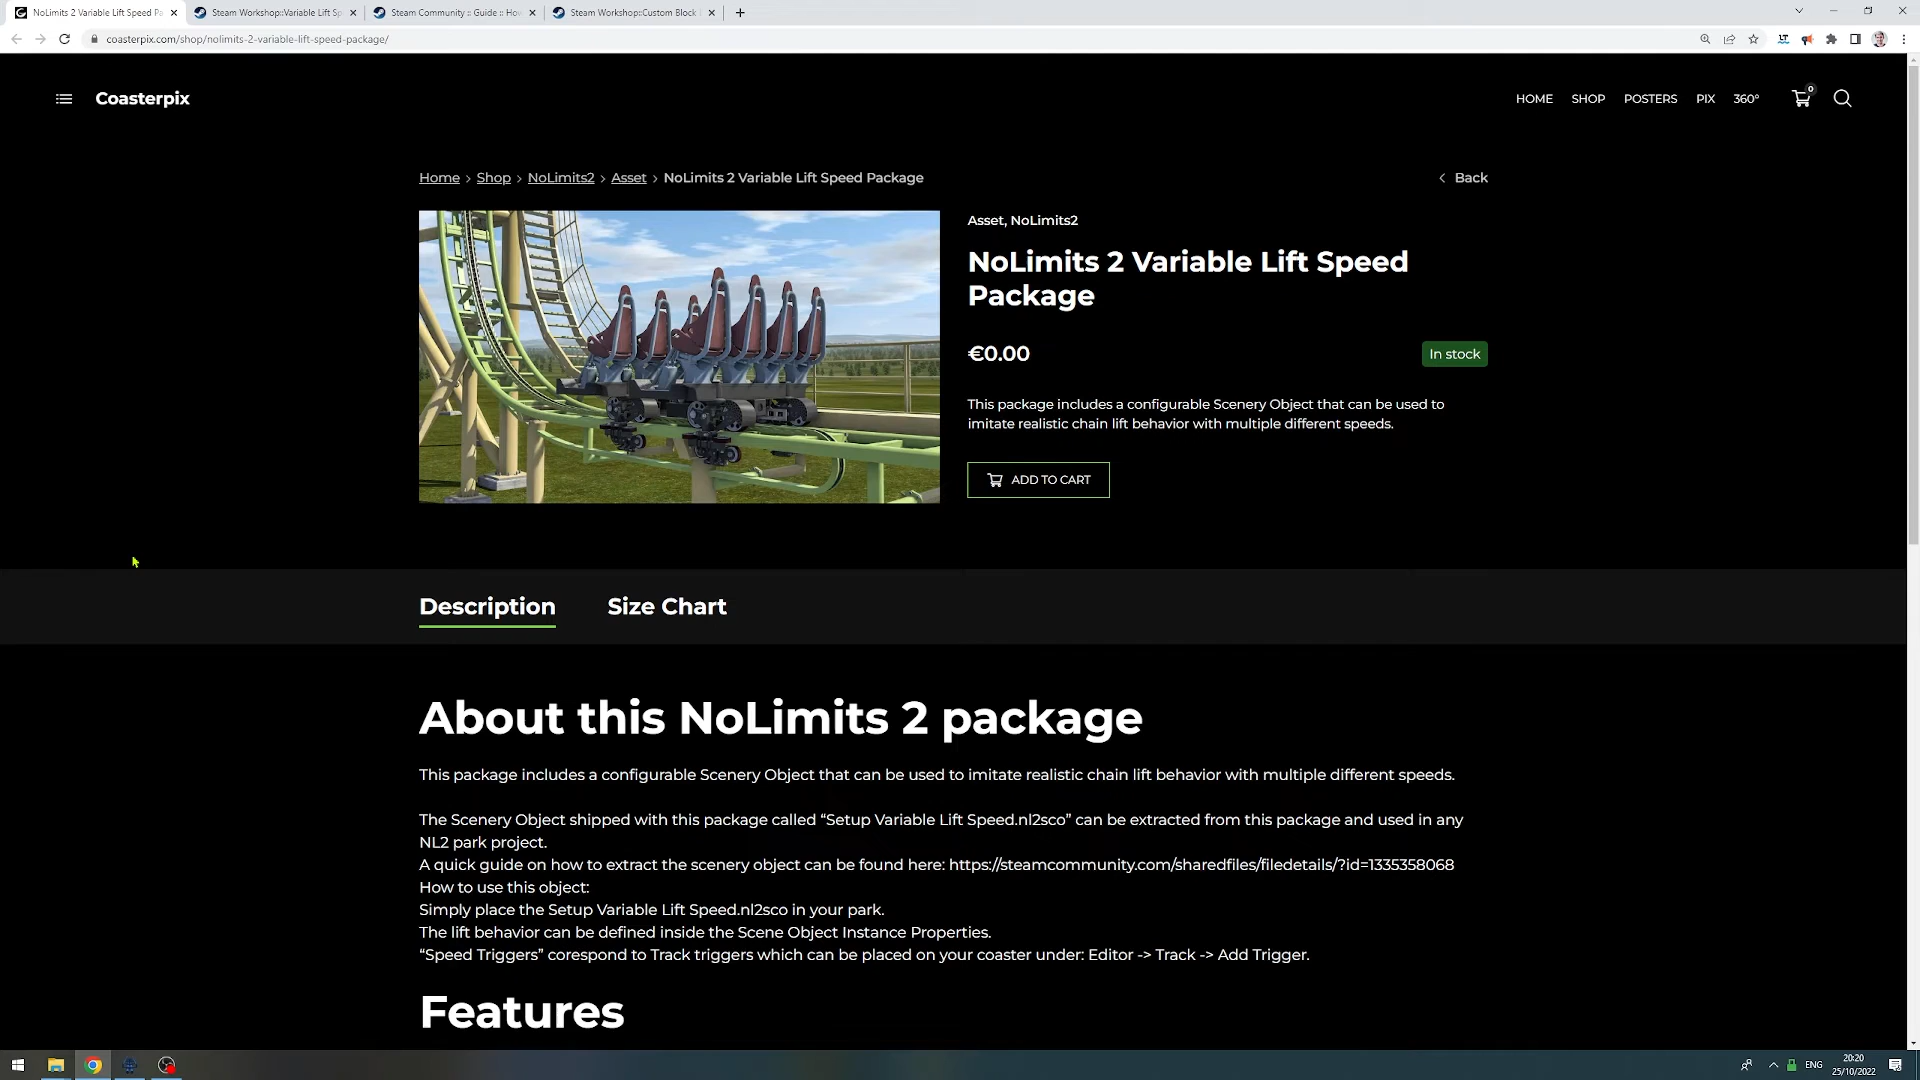 NoLimits 2 Variable Lift Speed Pa
Steam Workshop::Variable Lift Sp
Steam Community :: Guide :: How
Steam Workshop::Custom Block
coasterpix.com/shop/nolimits-2-variable-lift-speed-package/
Coasterpix
HOME SHOP POSTERS PIX 360° 0
Home > Shop > NoLimits2 > Asset > NoLimits 2 Variable Lift Speed Package
< Back
Asset, NoLimits2
NoLimits 2 Variable Lift Speed
Package
€0.00
In stock
This package includes a configurable Scenery Object that can be used to
imitate realistic chain lift behavior with multiple different speeds.
ADD TO CART
Description Size Chart
About this NoLimits 2 package
This package includes a configurable Scenery Object that can be used to imitate realistic chain lift behavior with multiple different speeds.
The Scenery Object shipped with this package called “Setup Variable Lift Speed.nl2sco” can be extracted from this package and used in any
NL2 park project.
A quick guide on how to extract the scenery object can be found here: https://steamcommunity.com/sharedfiles/filedetails/?id=1335358068
How to use this object:
Simply place the Setup Variable Lift Speed.nl2sco in your park.
The lift behavior can be defined inside the Scene Object Instance Properties.
“Speed Triggers” correspond to Track triggers which can be placed on your coaster under: Editor -> Track -> Add Trigger.
Features
ENG
20:20
25/10/2022